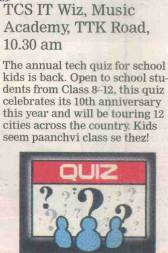 TCS IT Wiz, Music
Academy, TTK Road,
10.30 am
The annual tech quiz for school
kids is back. Open to school stu-
dents from Class 8-12, this quiz
celebrates its 10th anniversary
this year and will be touring 12
cities across the country. Kids
seem paanchvi class se thez!
QUIZ
? ? ? ? ?